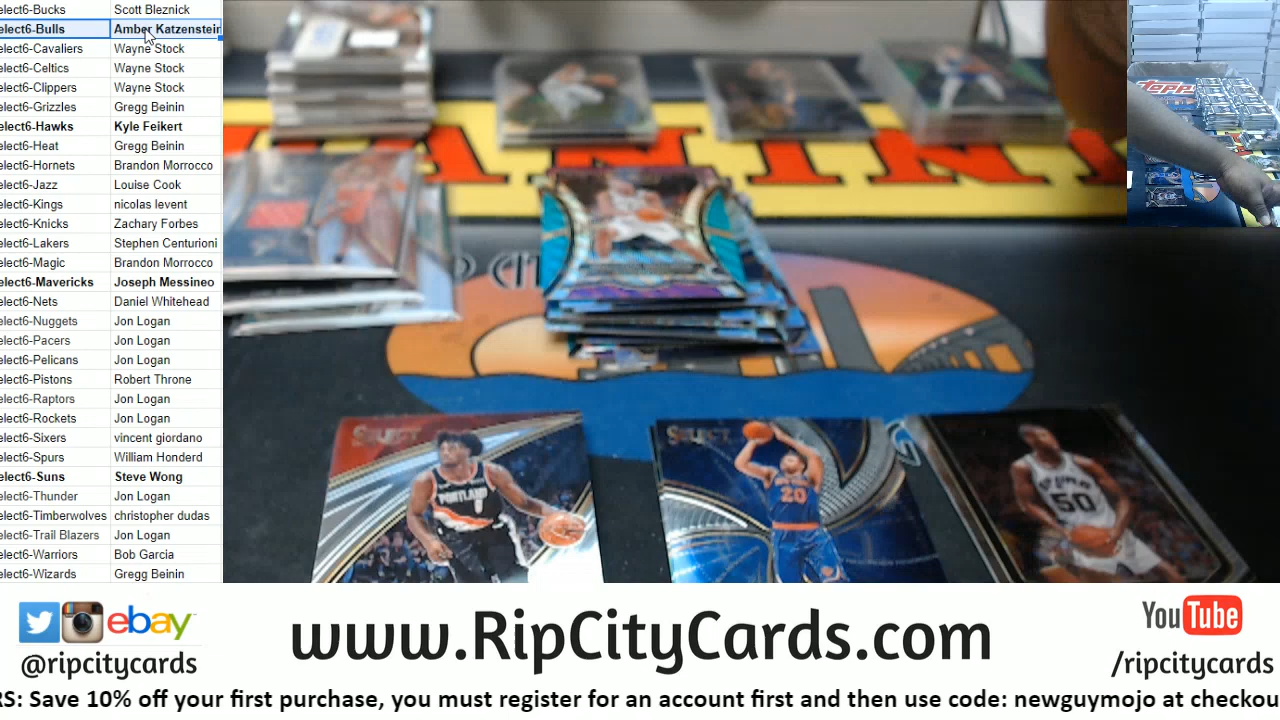 elect6-Bucks Scott Bleznick
elect6-Bulls Amber Katzenstein
elect6-Cavaliers Wayne Stock
elect6-Celtics Wayne Stock
elect6-Clippers Wayne Stock
elect6-Grizzles Gregg Beinin
elect6-Hawks Kyle Feikert
elect6-Heat Gregg Beinin
elect6-Hornets Brandon Morrocco
elect6-Jazz Louise Cook
elect6-Kings nicolas levent
elect6-Knicks Zachary Forbes
elect6-Lakers Stephen Centurioni
elect6-Magic Brandon Morrocco
elect6-Mavericks Joseph Messineo
elect6-Nets Daniel Whitehead
elect6-Nuggets Jon Logan
elect6-Pacers Jon Logan
elect6-Pelicans Jon Logan
elect6-Pistons Robert Throne
elect6-Raptors Jon Logan
elect6-Rockets Jon Logan
elect6-Sixers vincent giordano
elect6-Spurs William Honderd
elect6-Suns Steve Wong
elect6-Thunder Jon Logan
elect6-Timberwolves christopher dudas
elect6-Trail Blazers Jon Logan
elect6-Warriors Bob Garcia
elect6-Wizards Gregg Beinin
PANINI
topps
P CIT
SELECT
PORTLAND
SELECT
20
50
ebay
@ripcitycards
www.RipCityCards.com
YouTube
/ripcitycards
RS: Save 10% off your first purchase, you must register for an account first and then use code: newguymojo at checkou